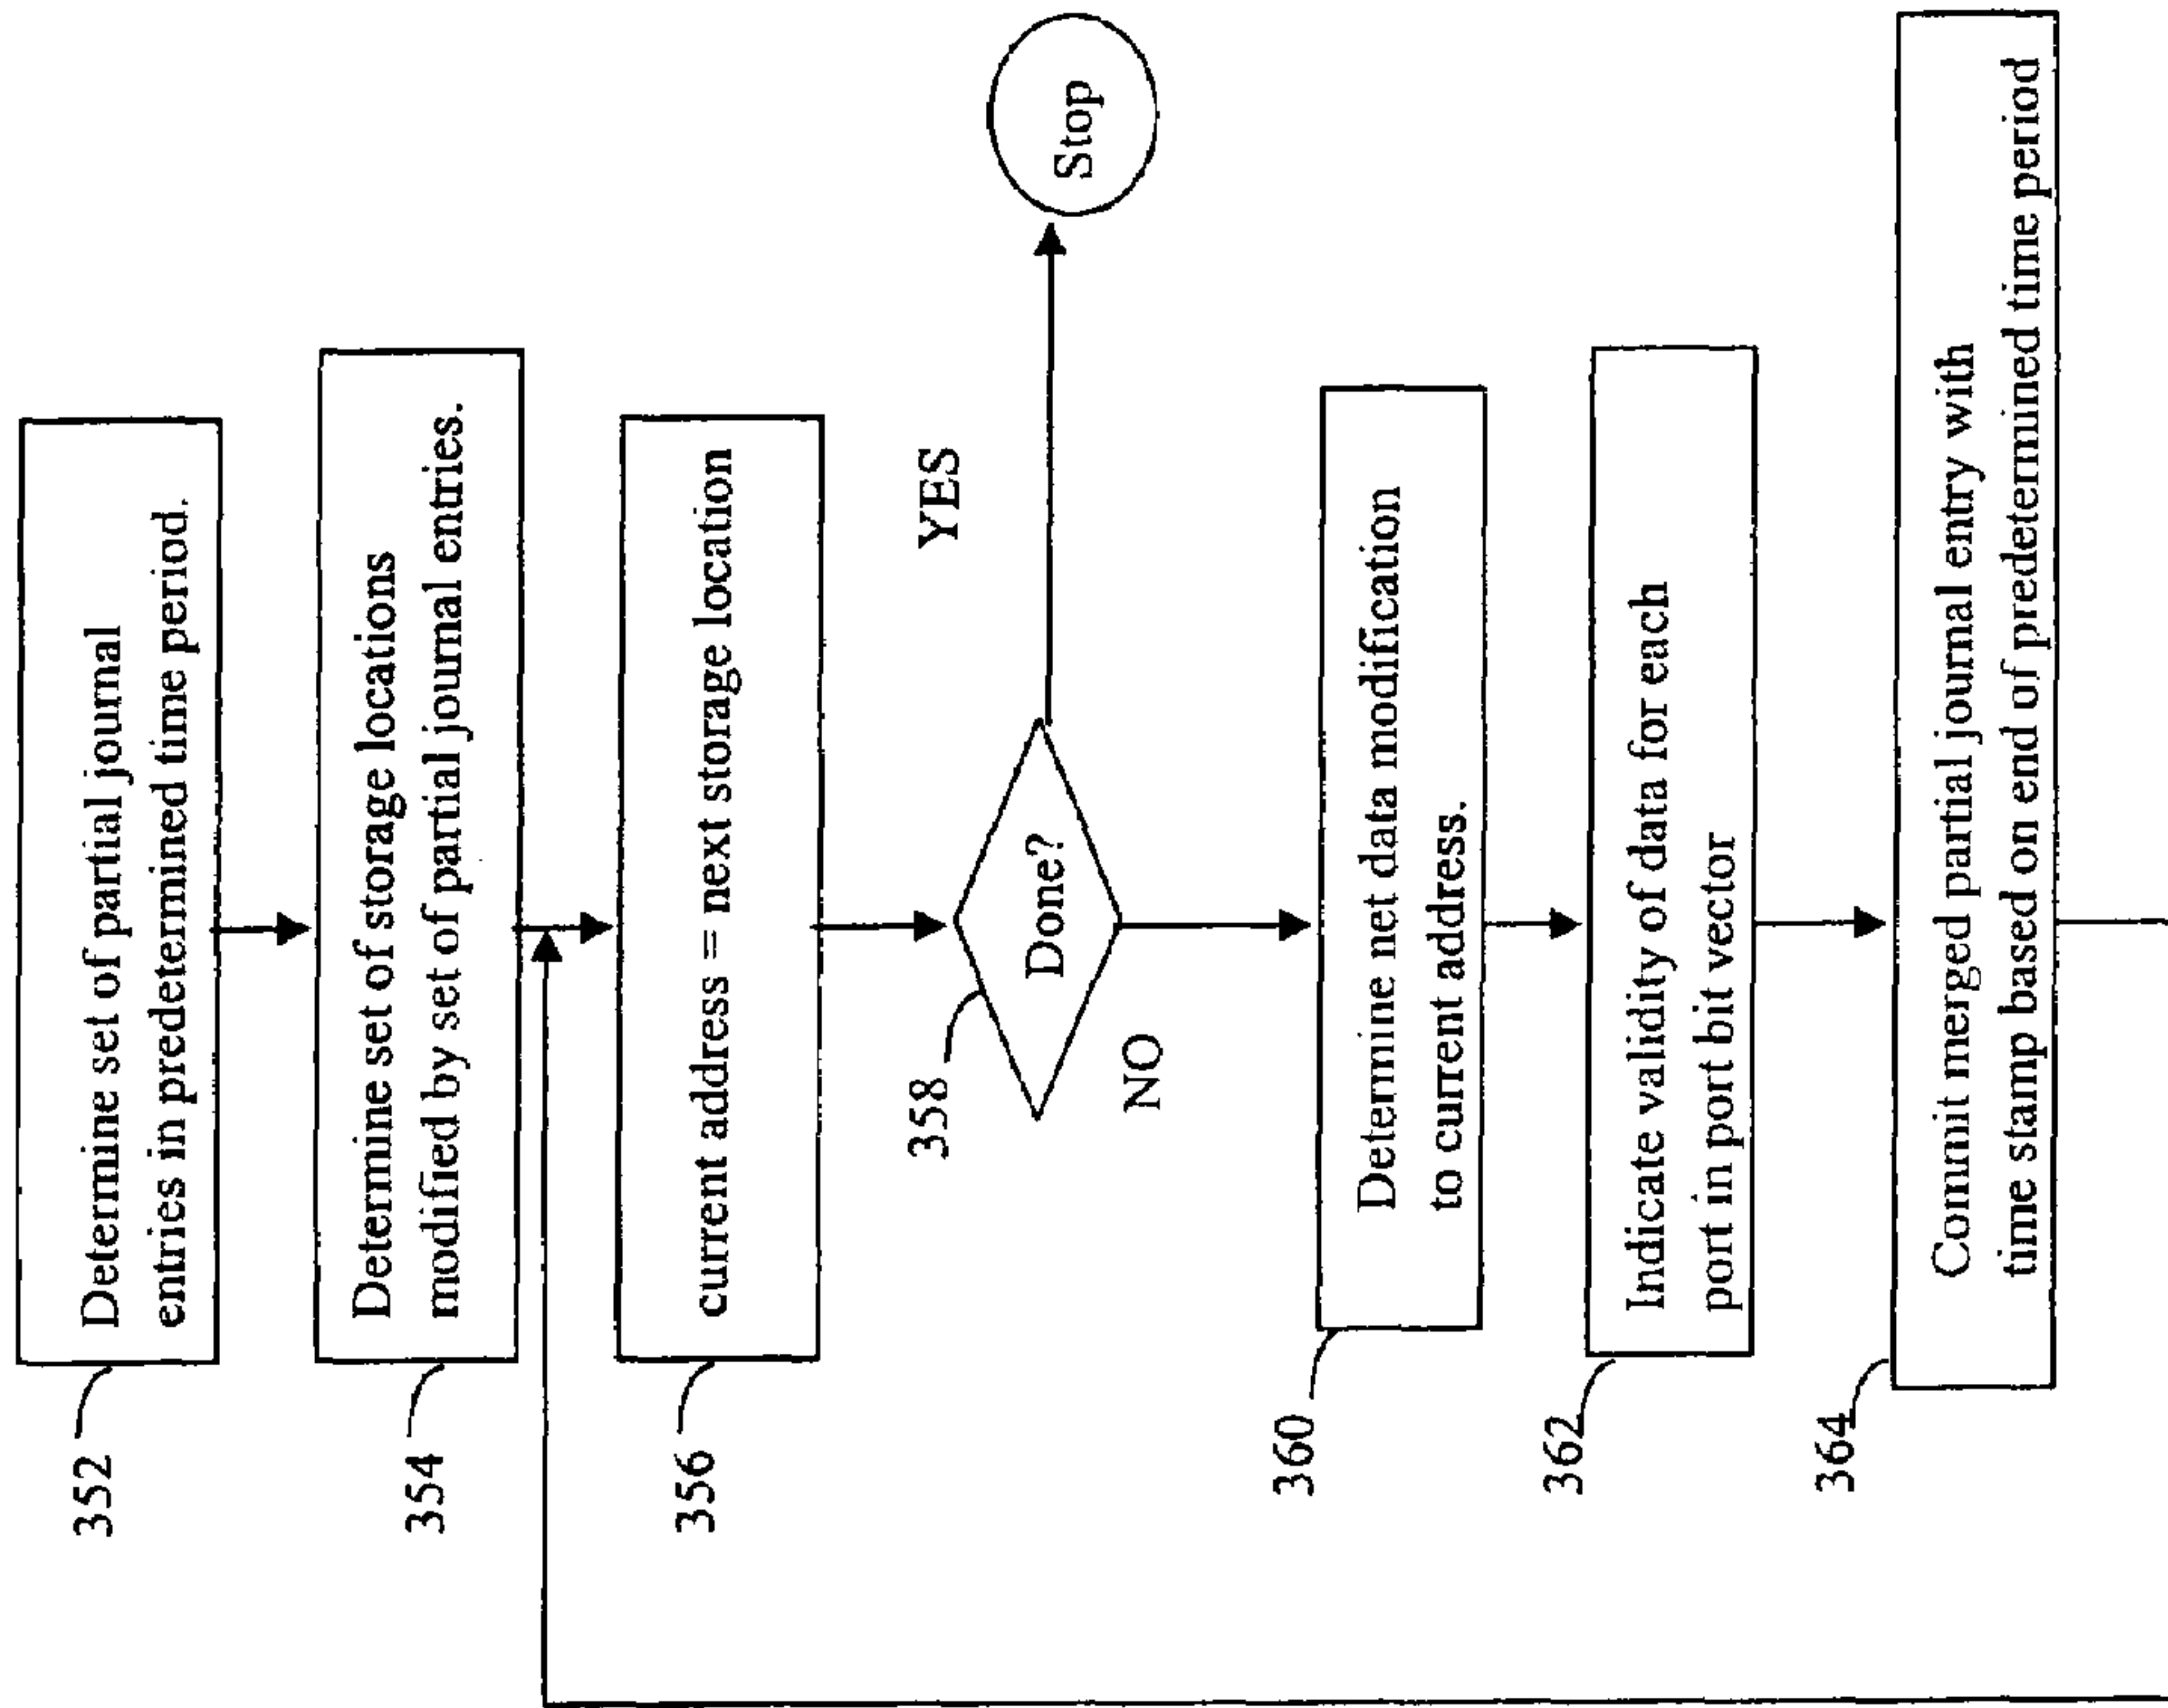 352
Determine set of partial journal
entries in predetermined time period.
354
Determine set of storage locations
modified by set of partial journal entries.
356
current address = next storage location
358
Done?
YES
Stop
NO
360
Determine net data modification
to current address.
362
Indicate validity of data for each
port in port bit vector
364
Commit merged partial journal entry with
time stamp based on end of predetermined time period